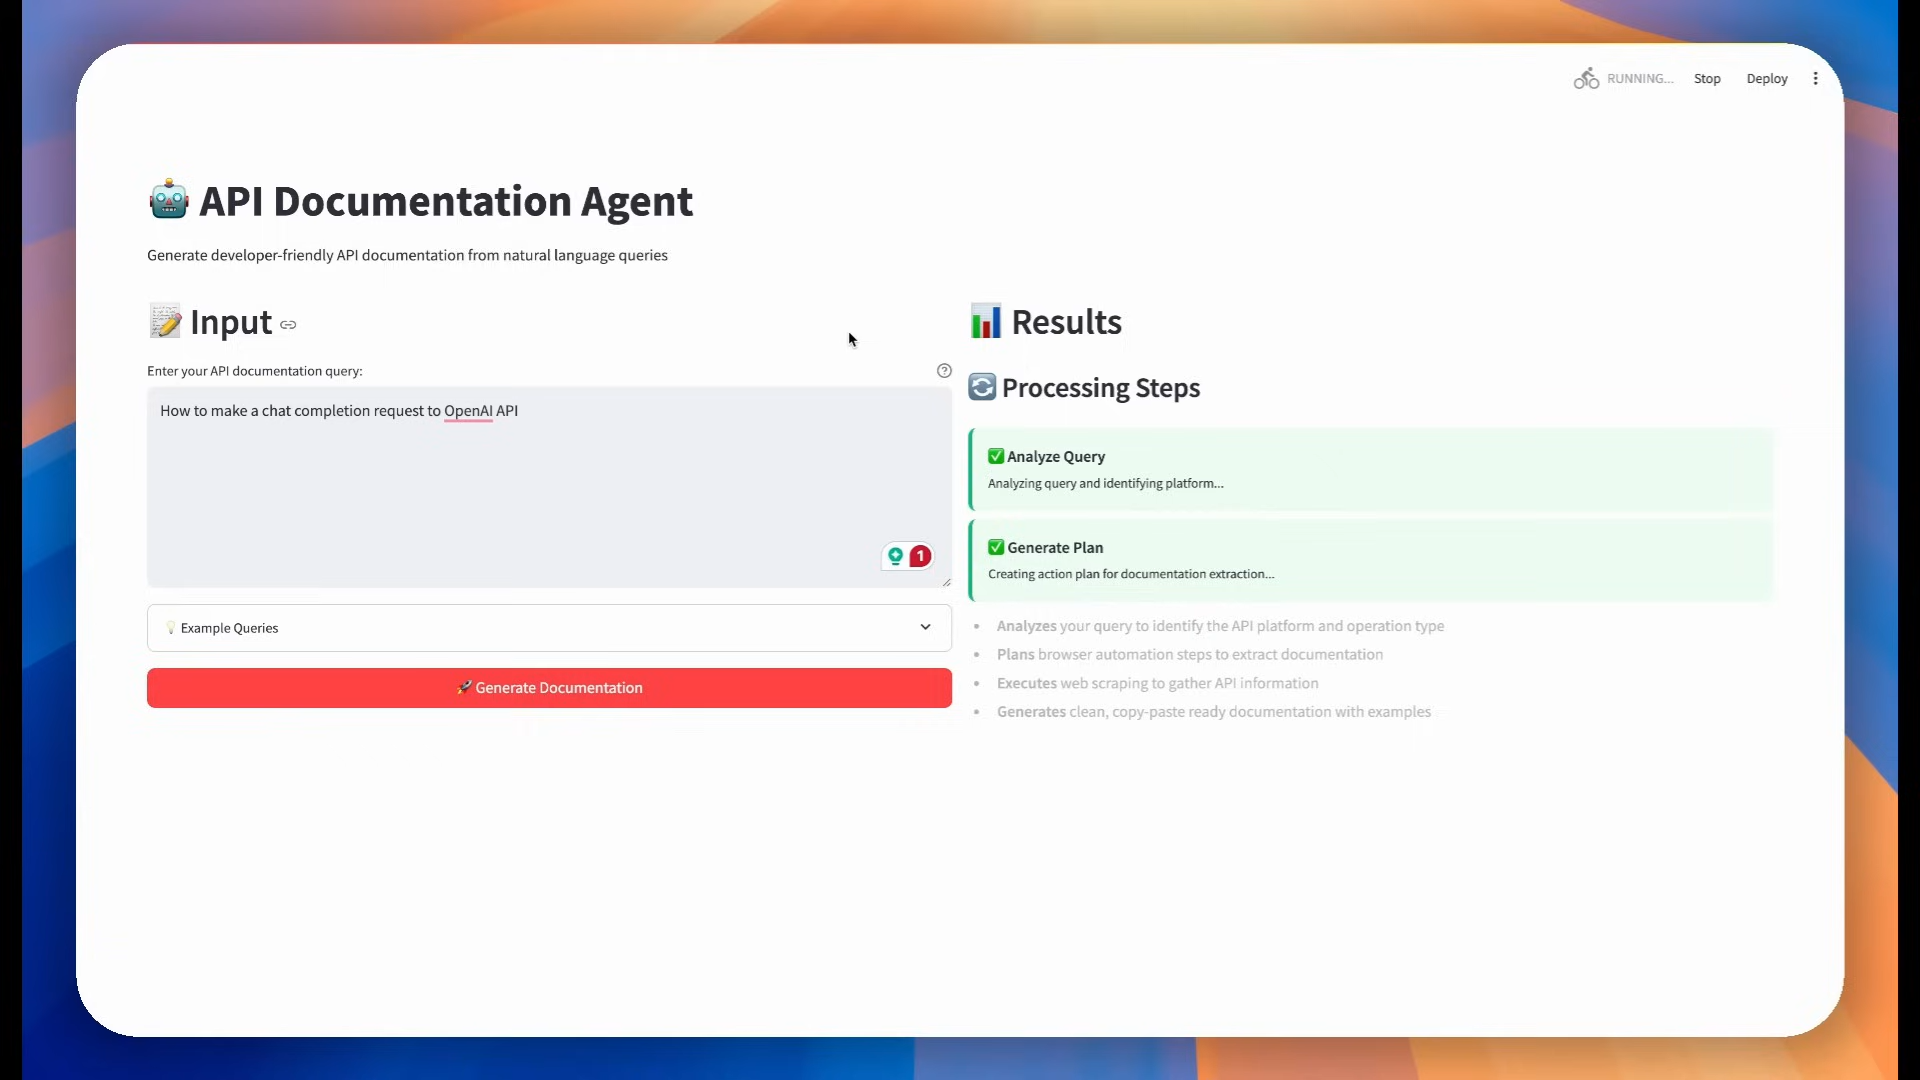 RUNNING...
Stop
Deploy
API Documentation Agent
Generate developer-friendly API documentation from natural language queries
Input
Enter your API documentation query:
How to make a chat completion request to OpenAI API
1
Example Queries
Generate Documentation
Results
Processing Steps
Analyze Query
Analyzing query and identifying platform...
Generate Plan
Creating action plan for documentation extraction...
Analyzes your query to identify the API platform and operation type
Plans browser automation steps to extract documentation
Executes web scraping to gather API information
Generates clean, copy-paste ready documentation with examples